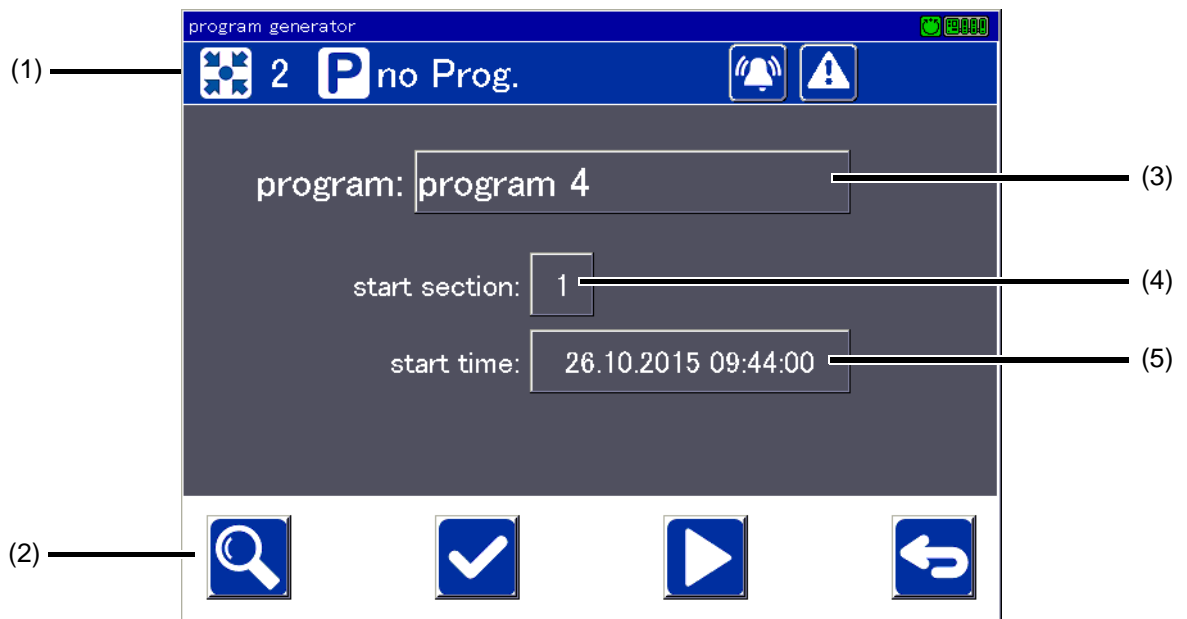 program generator
(1)
2 P no Prog.
program: program 4
(3)
start section: 1
(4)
start time: 26.10.2015 09:44:00
(5)
(2)